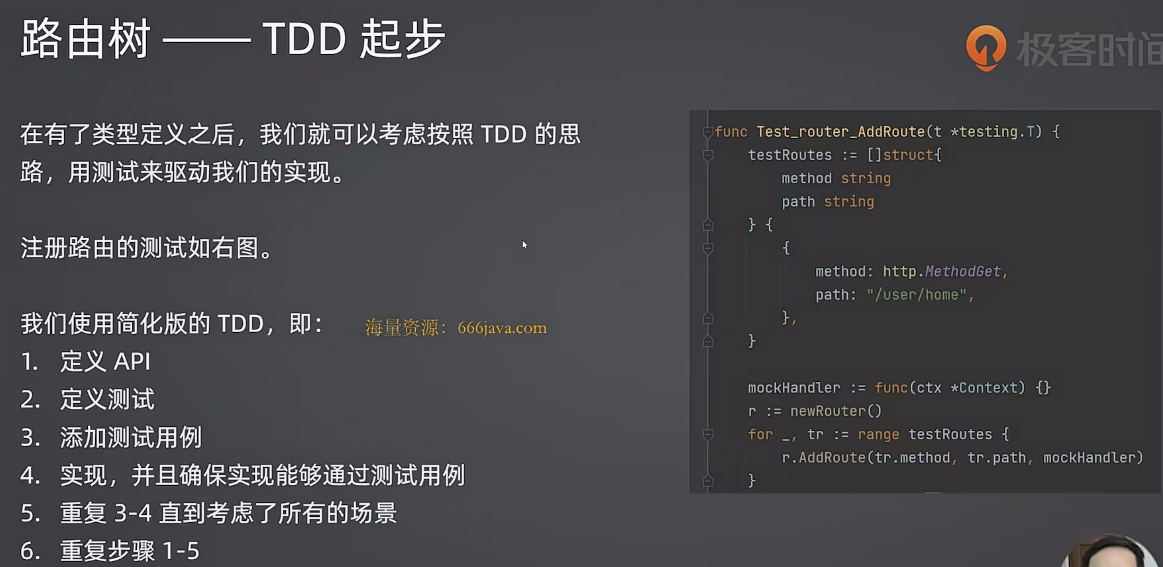 路由树 —— TDD 起步
极客时间
在有了类型定义之后，我们就可以考虑按照 TDD 的思
路，用测试来驱动我们的实现。
注册路由的测试如右图。
我们使用简化版的 TDD，即：
海量资源：666java.com
1. 定义 API
2. 定义测试
3. 添加测试用例
4. 实现，并且确保实现能够通过测试用例
5. 重复 3-4 直到考虑了所有的场景
6. 重复步骤 1-5
func Test_router_AddRoute(t *testing.T) {
testRoutes := []struct{
method string
path string
} {
{
method: http.MethodGet,
path: "/user/home",
},
}
mockHandler := func(ctx *Context) {}
r := newRouter()
for _, tr := range testRoutes {
r.AddRoute(tr.method, tr.path, mockHandler)
}